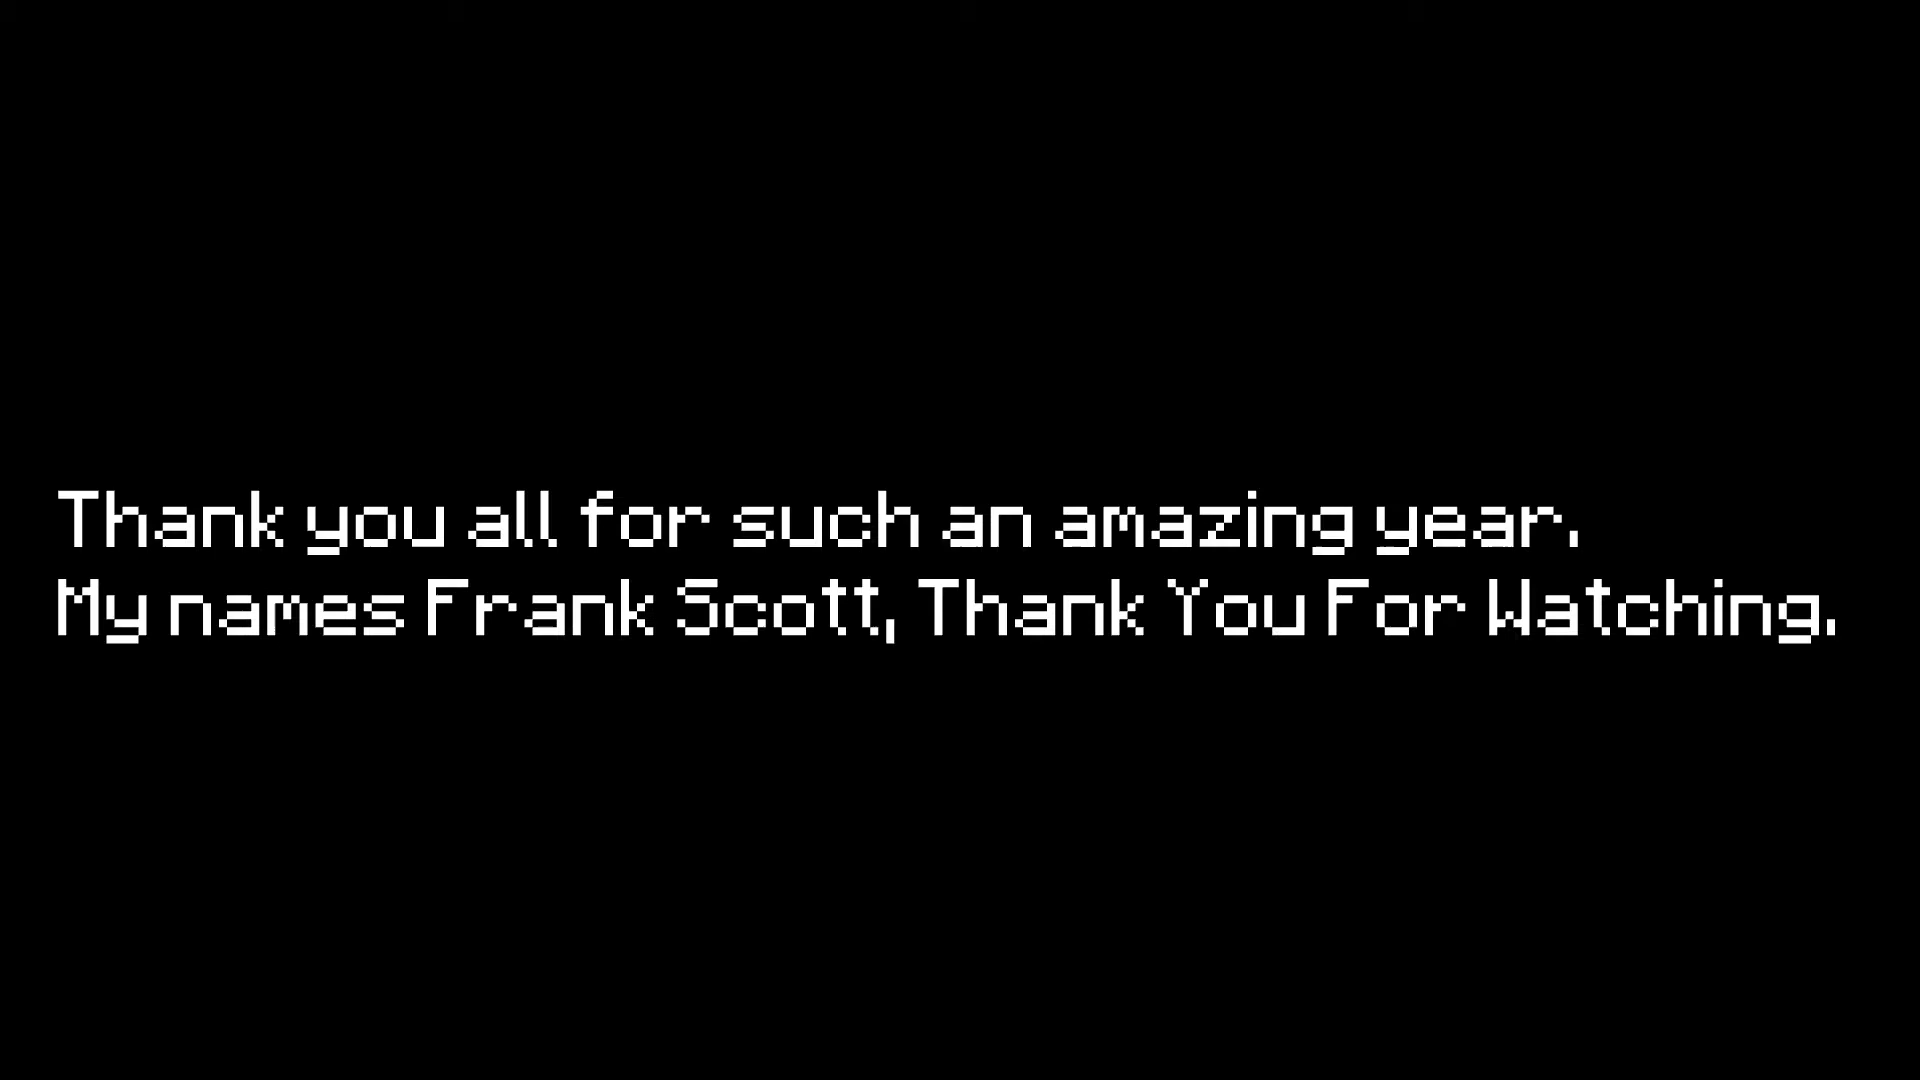 Thank you all for such an amazing year.
My names Frank Scott, Thank You For Watching.